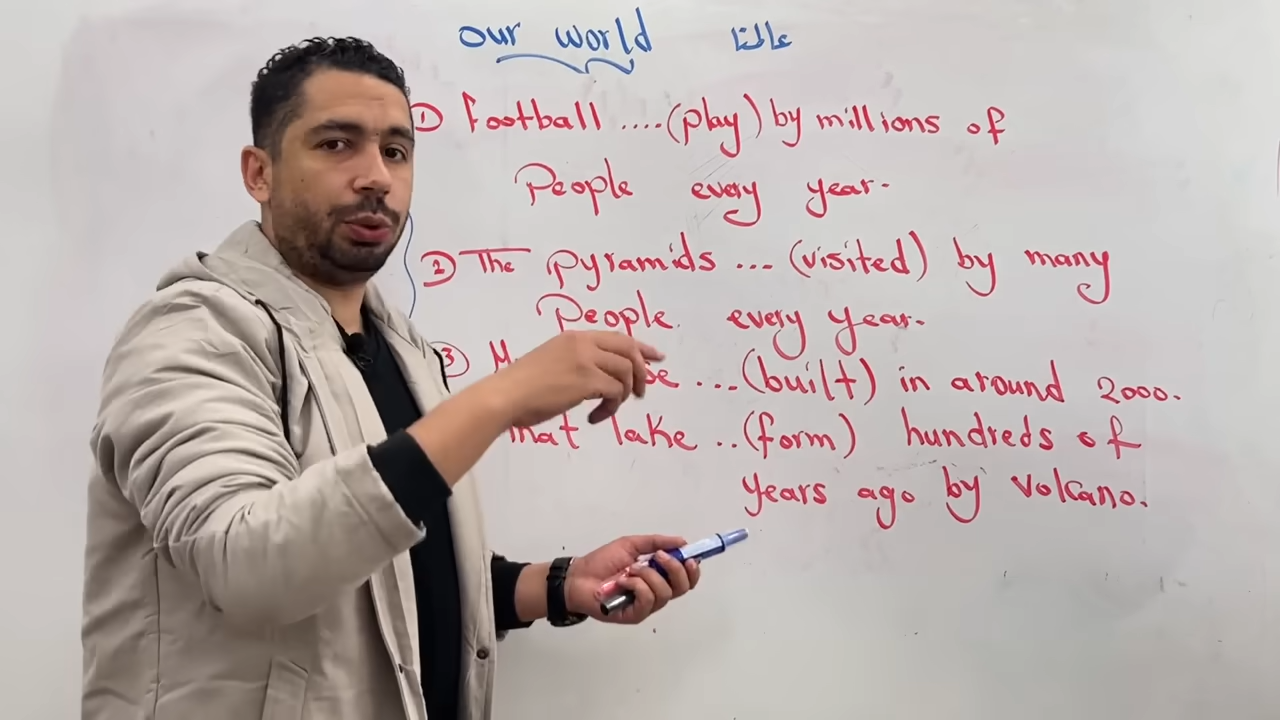 our world عالمنا
① Football ....(play) by millions of
People every year.
② The pyramids ... (visited) by many
People every year.
③ ...(built) in around 2000.
lake ..(form) hundreds of
years ago by volcano.